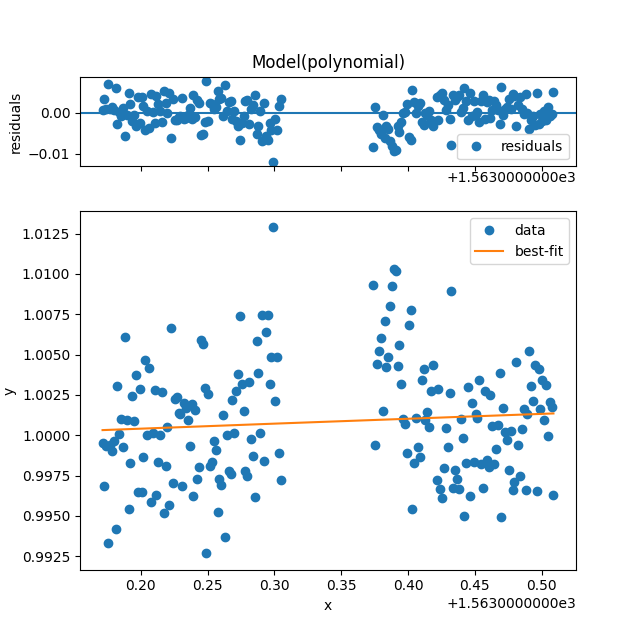 Model(polynomial)
residuals
0.00
−0.01
residuals
+1.5630000000e3
y
1.0125
1.0100
1.0075
1.0050
1.0025
1.0000
0.9975
0.9950
0.9925
data
best-fit
0.20 0.25 0.30 0.35 0.40 0.45 0.50
x
+1.5630000000e3